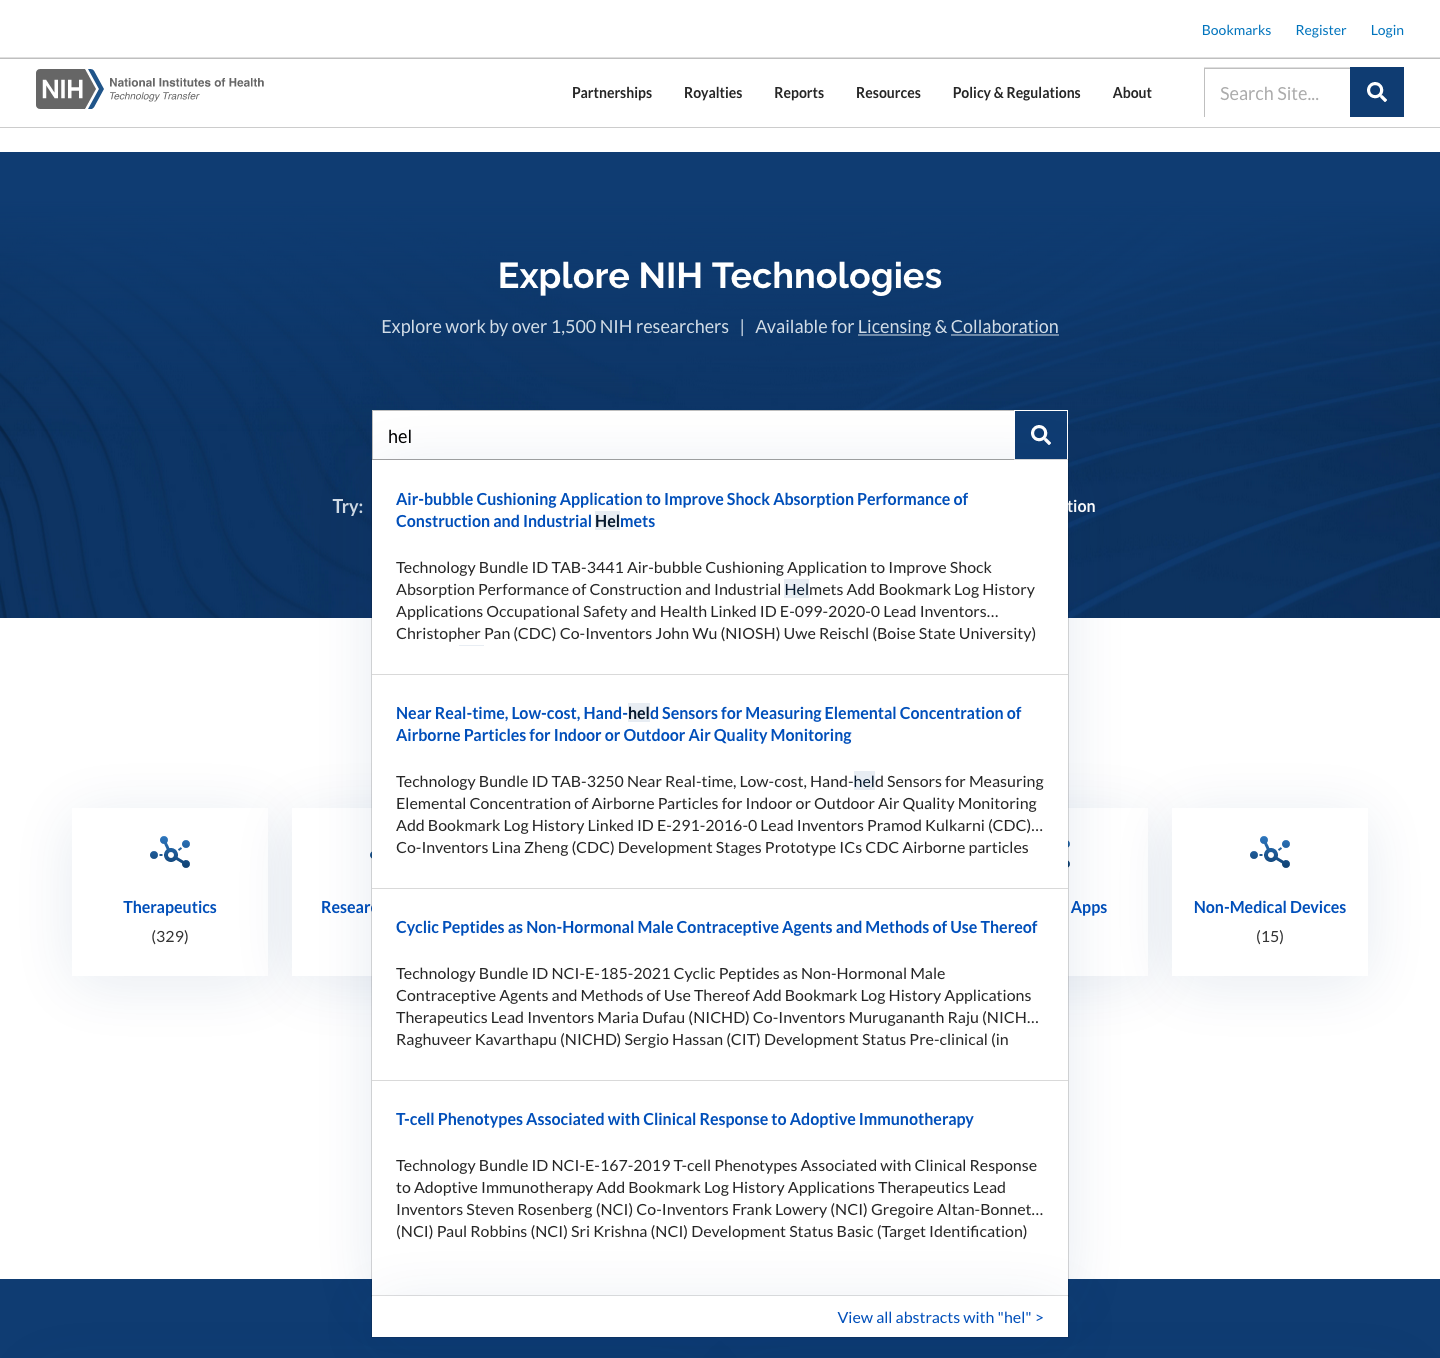 Bookmarks Register Login
NIH National Institutes of Health
Technology Transfer
Partnerships Royalties Reports Resources Policy & Regulations About
Search Site...
Explore NIH Technologies
Explore work by over 1,500 NIH researchers | Available for Licensing & Collaboration
hel
Try:
tion
Air-bubble Cushioning Application to Improve Shock Absorption Performance of
Construction and Industrial Helmets
Technology Bundle ID TAB-3441 Air-bubble Cushioning Application to Improve Shock
Absorption Performance of Construction and Industrial Helmets Add Bookmark Log History
Applications Occupational Safety and Health Linked ID E-099-2020-0 Lead Inventors...
Christopher Pan (CDC) Co-Inventors John Wu (NIOSH) Uwe Reischl (Boise State University)
Near Real-time, Low-cost, Hand-held Sensors for Measuring Elemental Concentration of
Airborne Particles for Indoor or Outdoor Air Quality Monitoring
Technology Bundle ID TAB-3250 Near Real-time, Low-cost, Hand-held Sensors for Measuring
Elemental Concentration of Airborne Particles for Indoor or Outdoor Air Quality Monitoring
Add Bookmark Log History Linked ID E-291-2016-0 Lead Inventors Pramod Kulkarni (CDC)...
Co-Inventors Lina Zheng (CDC) Development Stages Prototype ICs CDC Airborne particles
Cyclic Peptides as Non-Hormonal Male Contraceptive Agents and Methods of Use Thereof
Technology Bundle ID NCI-E-185-2021 Cyclic Peptides as Non-Hormonal Male
Contraceptive Agents and Methods of Use Thereof Add Bookmark Log History Applications
Therapeutics Lead Inventors Maria Dufau (NICHD) Co-Inventors Murugananth Raju (NICH...
Raghuveer Kavarthapu (NICHD) Sergio Hassan (CIT) Development Status Pre-clinical (in
T-cell Phenotypes Associated with Clinical Response to Adoptive Immunotherapy
Technology Bundle ID NCI-E-167-2019 T-cell Phenotypes Associated with Clinical Response
to Adoptive Immunotherapy Add Bookmark Log History Applications Therapeutics Lead
Inventors Steven Rosenberg (NCI) Co-Inventors Frank Lowery (NCI) Gregoire Altan-Bonnet...
(NCI) Paul Robbins (NCI) Sri Krishna (NCI) Development Status Basic (Target Identification)
View all abstracts with "hel" >
Therapeutics
(329)
Resear
Apps
Non-Medical Devices
(15)